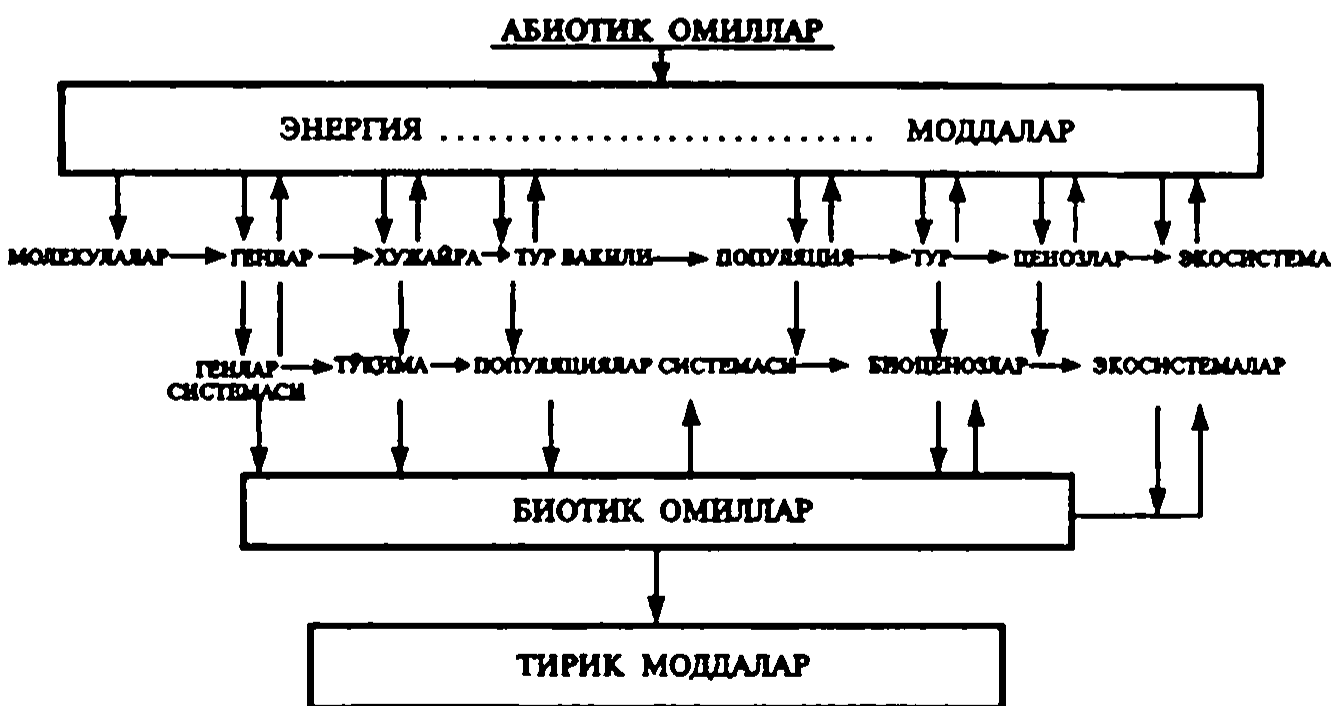 АБИОТИК ОМИЛЛАР
ЭНЕРГИЯ ............................ МОДДАЛАР
МОЛЕКУЛАЛАР ГЕНЛАР ХУЖАЙРА ТУР ВАКИЛИ ПОПУЛЯЦИЯ ТУР ЦЕНОЗЛАР ЭКОСИСТЕМА
ГЕНЛАР ТЎҚИМА ПОПУЛЯЦИЯЛАР СИСТЕМАСИ БИОЦЕНОЗЛАР ЭКОСИСТЕМАЛАР
СИСТЕМАСИ
БИОТИК ОМИЛЛАР
ТИРИК МОДДАЛАР